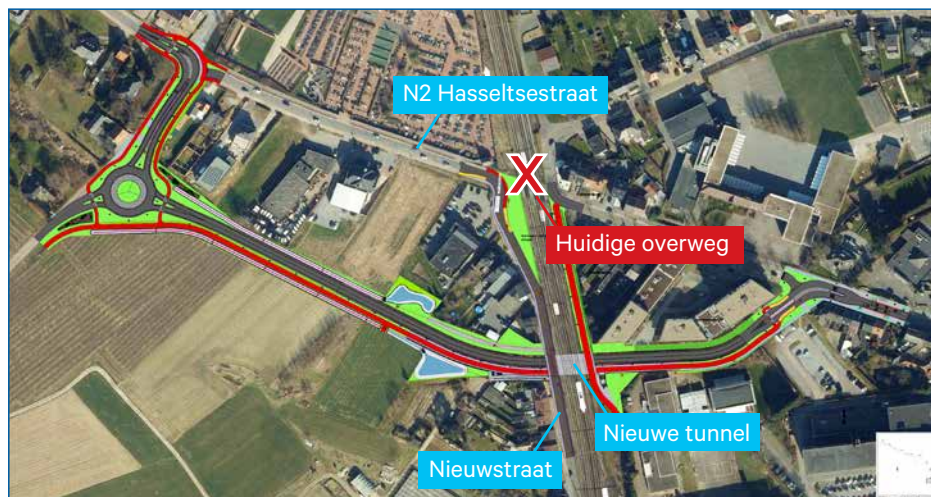 N2 Hasseltsestraat
X
Huidige overweg
Nieuwe tunnel
Nieuwstraat